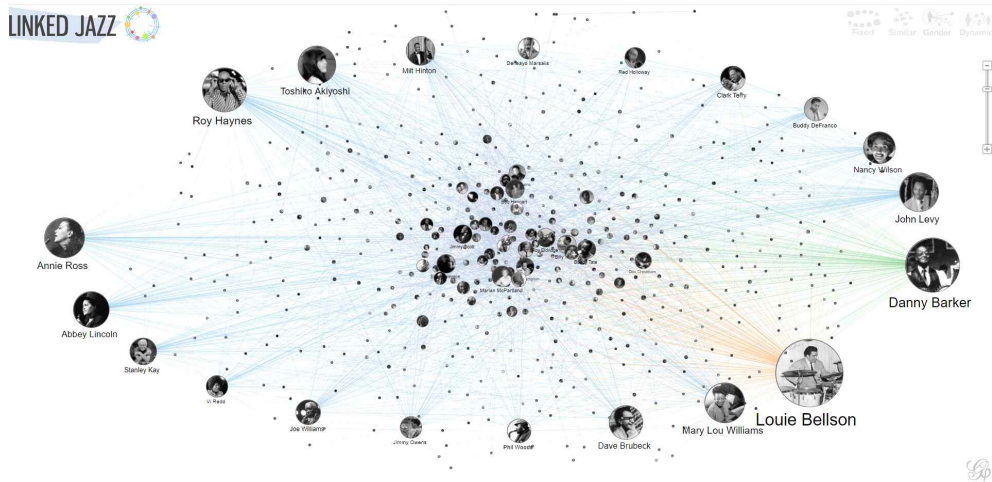 LINKED JAZZ
Fixed Similar Gender Dynamic
Milt Hinton
Delfeayo Marsalis
Red Holloway
Toshiko Akiyoshi
Clark Terry
Roy Haynes
Buddy DeFranco
Nancy Wilson
John Levy
Annie Ross
Danny Barker
Marian McPartland
Abbey Lincoln
Stanley Kay
Vi Redd
Louie Bellson
Mary Lou Williams
Joe Williams
Jimmy Owens
Phil Woods
Dave Brubeck